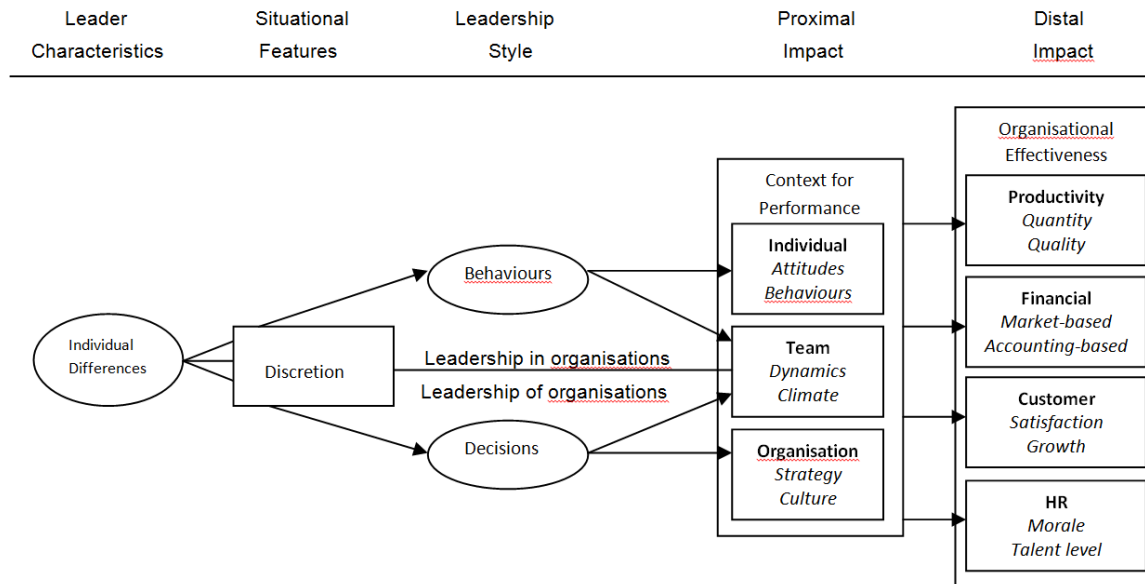 Leader
Characteristics
Situational
Features
Leadership
Style
Proximal
Impact
Distal
Impact
Individual
Differences
Discretion
Behaviours
Leadership in organisations
Leadership of organisations
Decisions
Context for
Performance
Individual
Attitudes
Behaviours
Team
Dynamics
Climate
Organisation
Strategy
Culture
Organisational
Effectiveness
Productivity
Quantity
Quality
Financial
Market-based
Accounting-based
Customer
Satisfaction
Growth
HR
Morale
Talent level